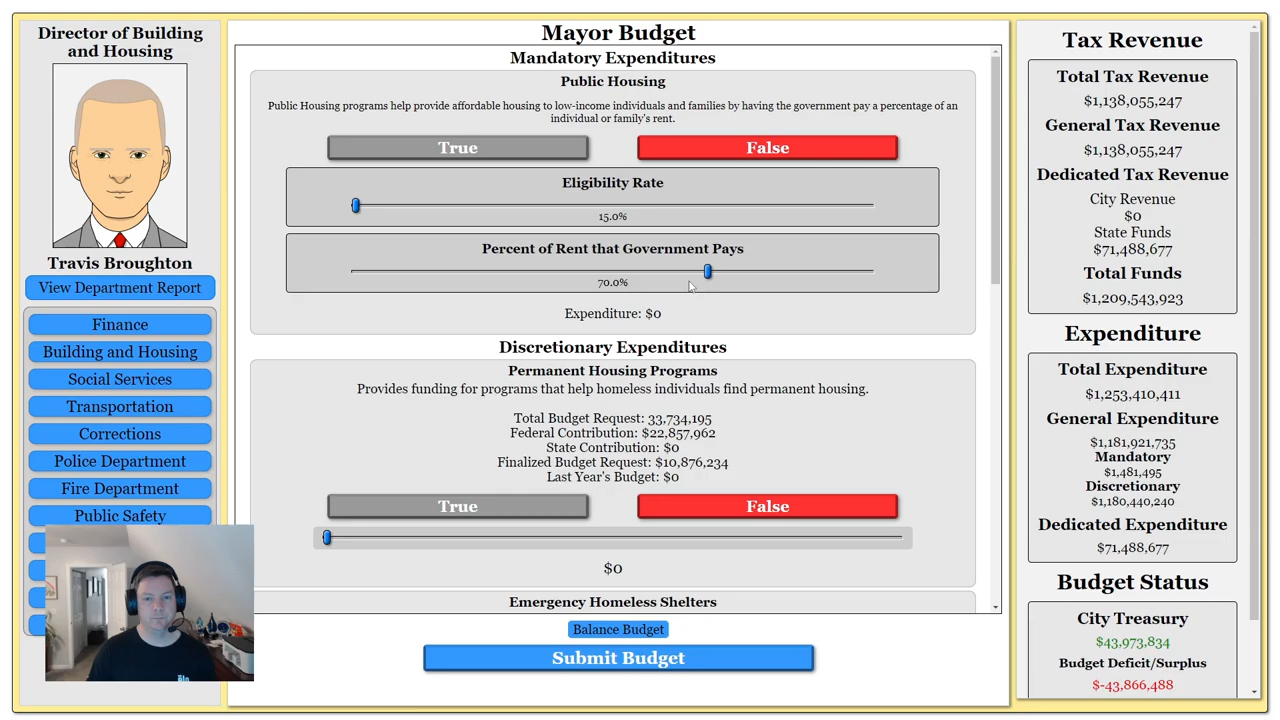 Director of Building
and Housing
Travis Broughton
View Department Report
Finance
Building and Housing
Social Services
Transportation
Corrections
Police Department
Fire Department
Public Safety
Mayor Budget
Mandatory Expenditures
Public Housing
Public Housing programs help provide affordable housing to low-income individuals and families by having the government pay a percentage of an
individual or family's rent.
True
False
Eligibility Rate
15.0%
Percent of Rent that Government Pays
70.0%
Expenditure: $0
Discretionary Expenditures
Permanent Housing Programs
Provides funding for programs that help homeless individuals find permanent housing.
Total Budget Request: 33,734,195
Federal Contribution: $22,857,962
State Contribution: $0
Finalized Budget Request: $10,876,234
Last Year's Budget: $0
True
False
$0
Emergency Homeless Shelters
Balance Budget
Submit Budget
Tax Revenue
Total Tax Revenue
$1,138,055,247
General Tax Revenue
$1,138,055,247
Dedicated Tax Revenue
City Revenue
$0
State Funds
$71,488,677
Total Funds
$1,209,543,923
Expenditure
Total Expenditure
$1,253,410,411
General Expenditure
$1,181,921,735
Mandatory
$1,481,495
Discretionary
$1,180,440,240
Dedicated Expenditure
$71,488,677
Budget Status
City Treasury
$43,973,834
Budget Deficit/Surplus
$-43,866,488